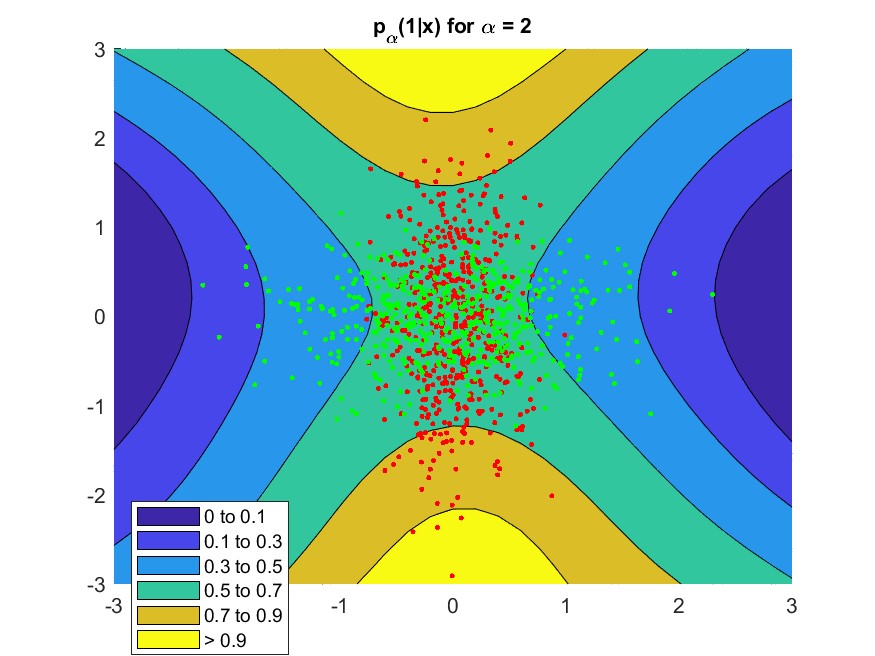 pα(1|x) for α = 2
3
2
1
0
-1
-2
-3
-3 -1 0 1 2 3
0 to 0.1
0.1 to 0.3
0.3 to 0.5
0.5 to 0.7
0.7 to 0.9
> 0.9